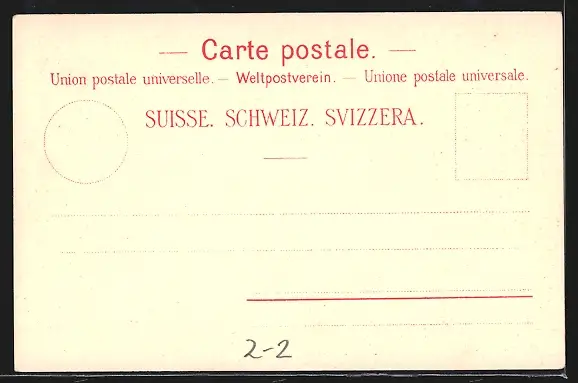 — Carte postale. —
Union postale universelle. — Weltpostverein. — Unione postale universale.
SUISSE. SCHWEIZ. SVIZZERA.
2-2